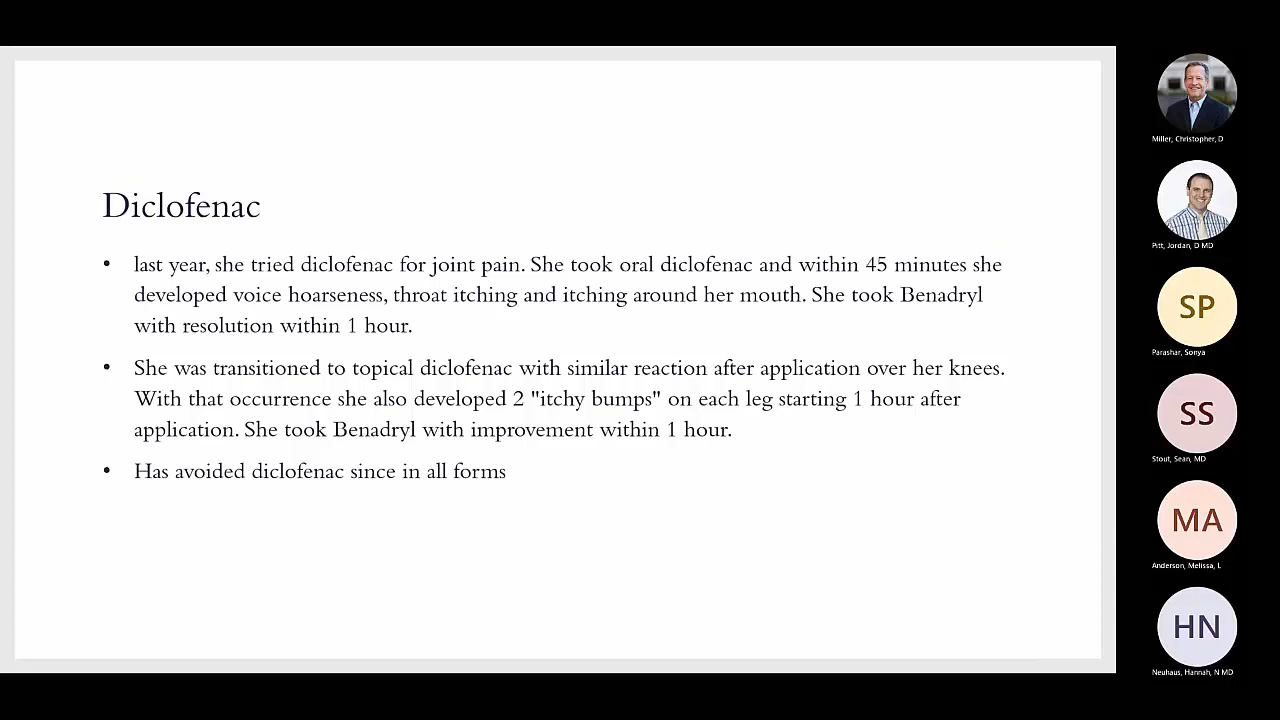 Diclofenac
• last year, she tried diclofenac for joint pain. She took oral diclofenac and within 45 minutes she
developed voice hoarseness, throat itching and itching around her mouth. She took Benadryl
with resolution within 1 hour.
• She was transitioned to topical diclofenac with similar reaction after application over her knees.
With that occurrence she also developed 2 "itchy bumps" on each leg starting 1 hour after
application. She took Benadryl with improvement within 1 hour.
• Has avoided diclofenac since in all forms
Miller, Christopher, D
Pitt, Jordan, D MD
SP
Parashar, Sonya
SS
Stout, Sean, MD
MA
Anderson, Melissa, L
HN
Neuhaus, Hannah, N MD